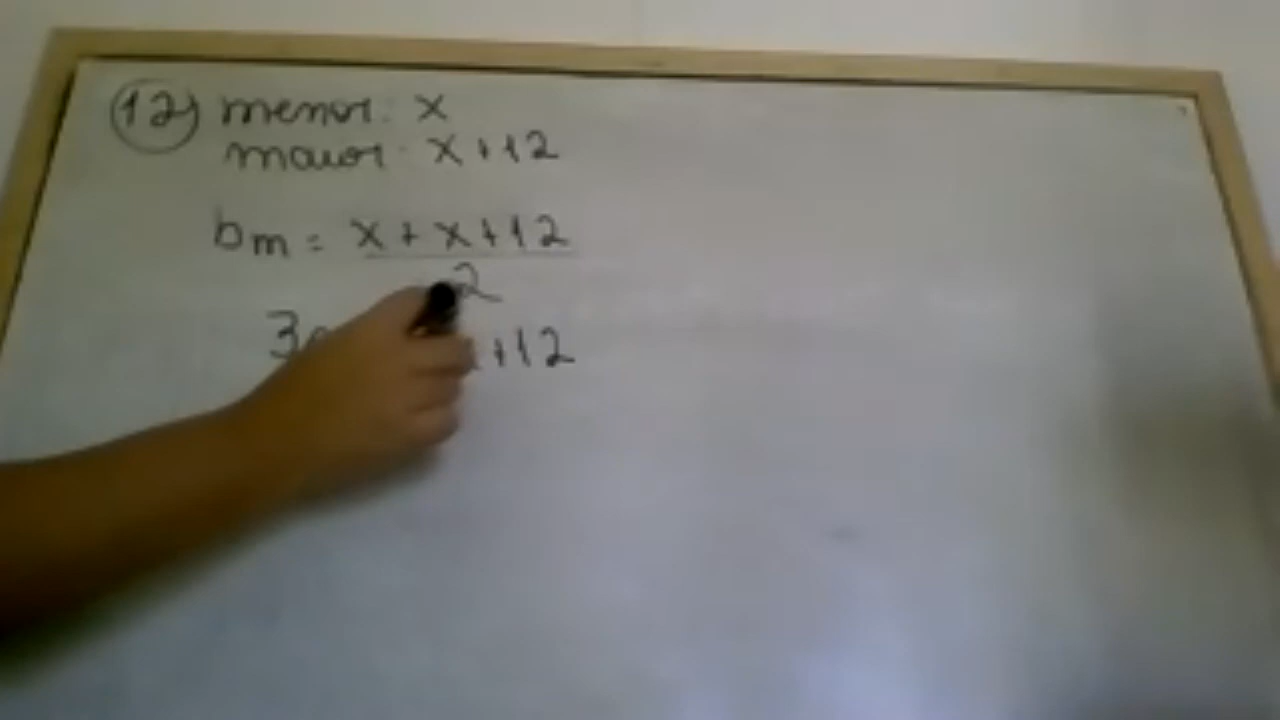 12) menor: x
maior: x+12
bm = x + x+12
2
3 +12